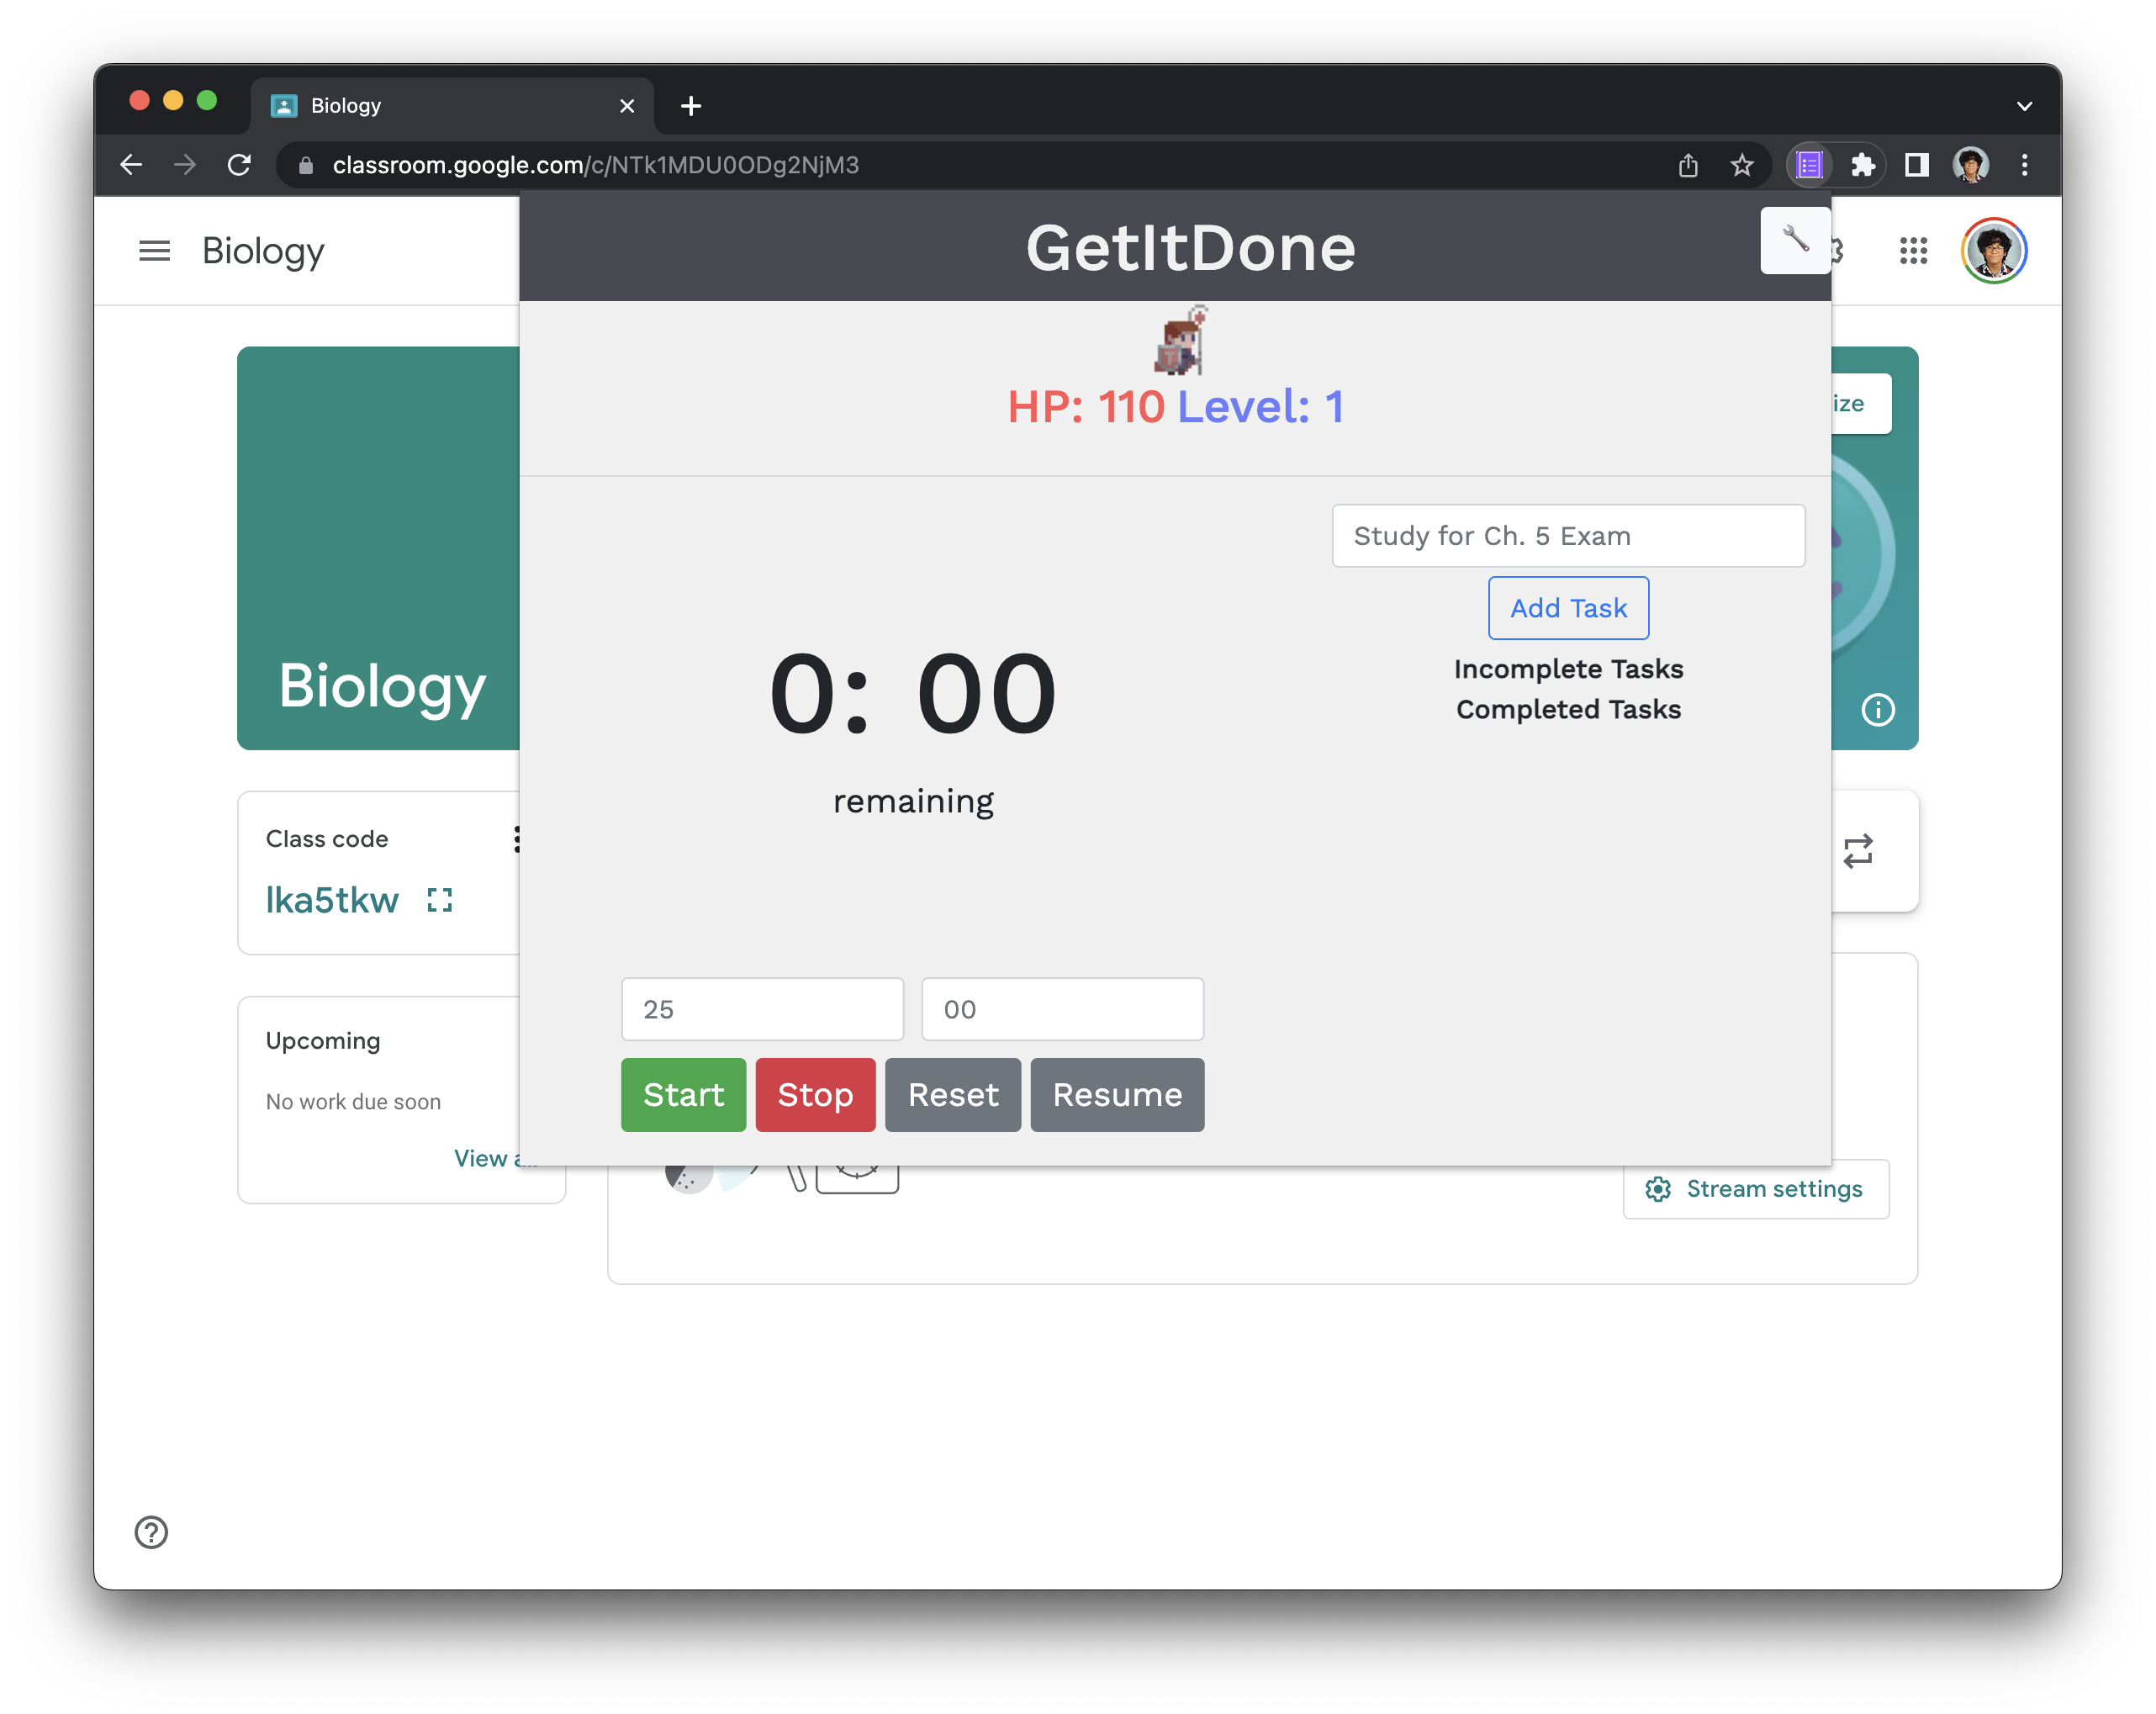 Biology
classroom.google.com/c/NTk1MDU0ODg2NjM3
Biology
GetItDone
HP: 110 Level: 1
ize
Biology
Study for Ch. 5 Exam
Add Task
Incomplete Tasks
Completed Tasks
0: 00
remaining
Class code
lka5tkw
25
00
Start
Stop
Reset
Resume
Upcoming
No work due soon
View a
Stream settings